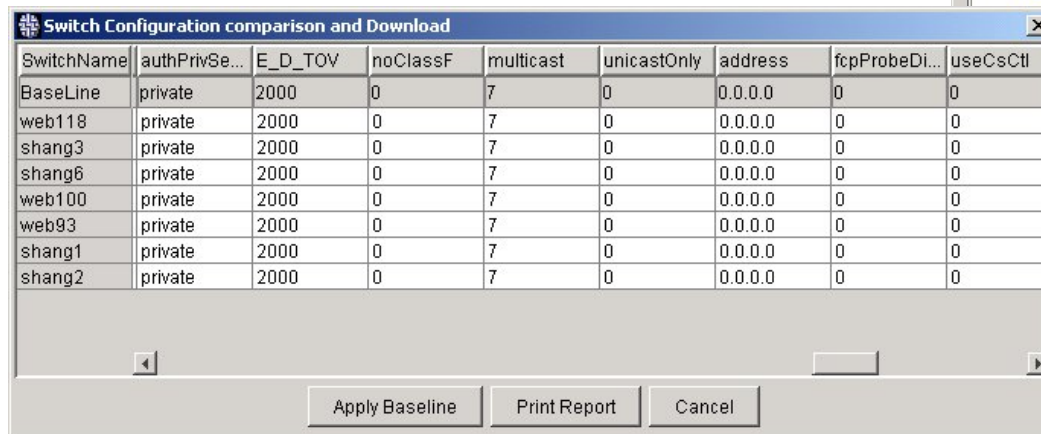 Switch Configuration comparison and Download
SwitchName authPrivSe... E_D_TOV noClassF multicast unicastOnly address fcpProbeDi... useCsCtl
BaseLine private 2000 0 7 0 0.0.0.0 0 0
web118 private 2000 0 7 0 0.0.0.0 0 0
shang3 private 2000 0 7 0 0.0.0.0 0 0
shang6 private 2000 0 7 0 0.0.0.0 0 0
web100 private 2000 0 7 0 0.0.0.0 0 0
web93 private 2000 0 7 0 0.0.0.0 0 0
shang1 private 2000 0 7 0 0.0.0.0 0 0
shang2 private 2000 0 7 0 0.0.0.0 0 0
Apply Baseline Print Report Cancel